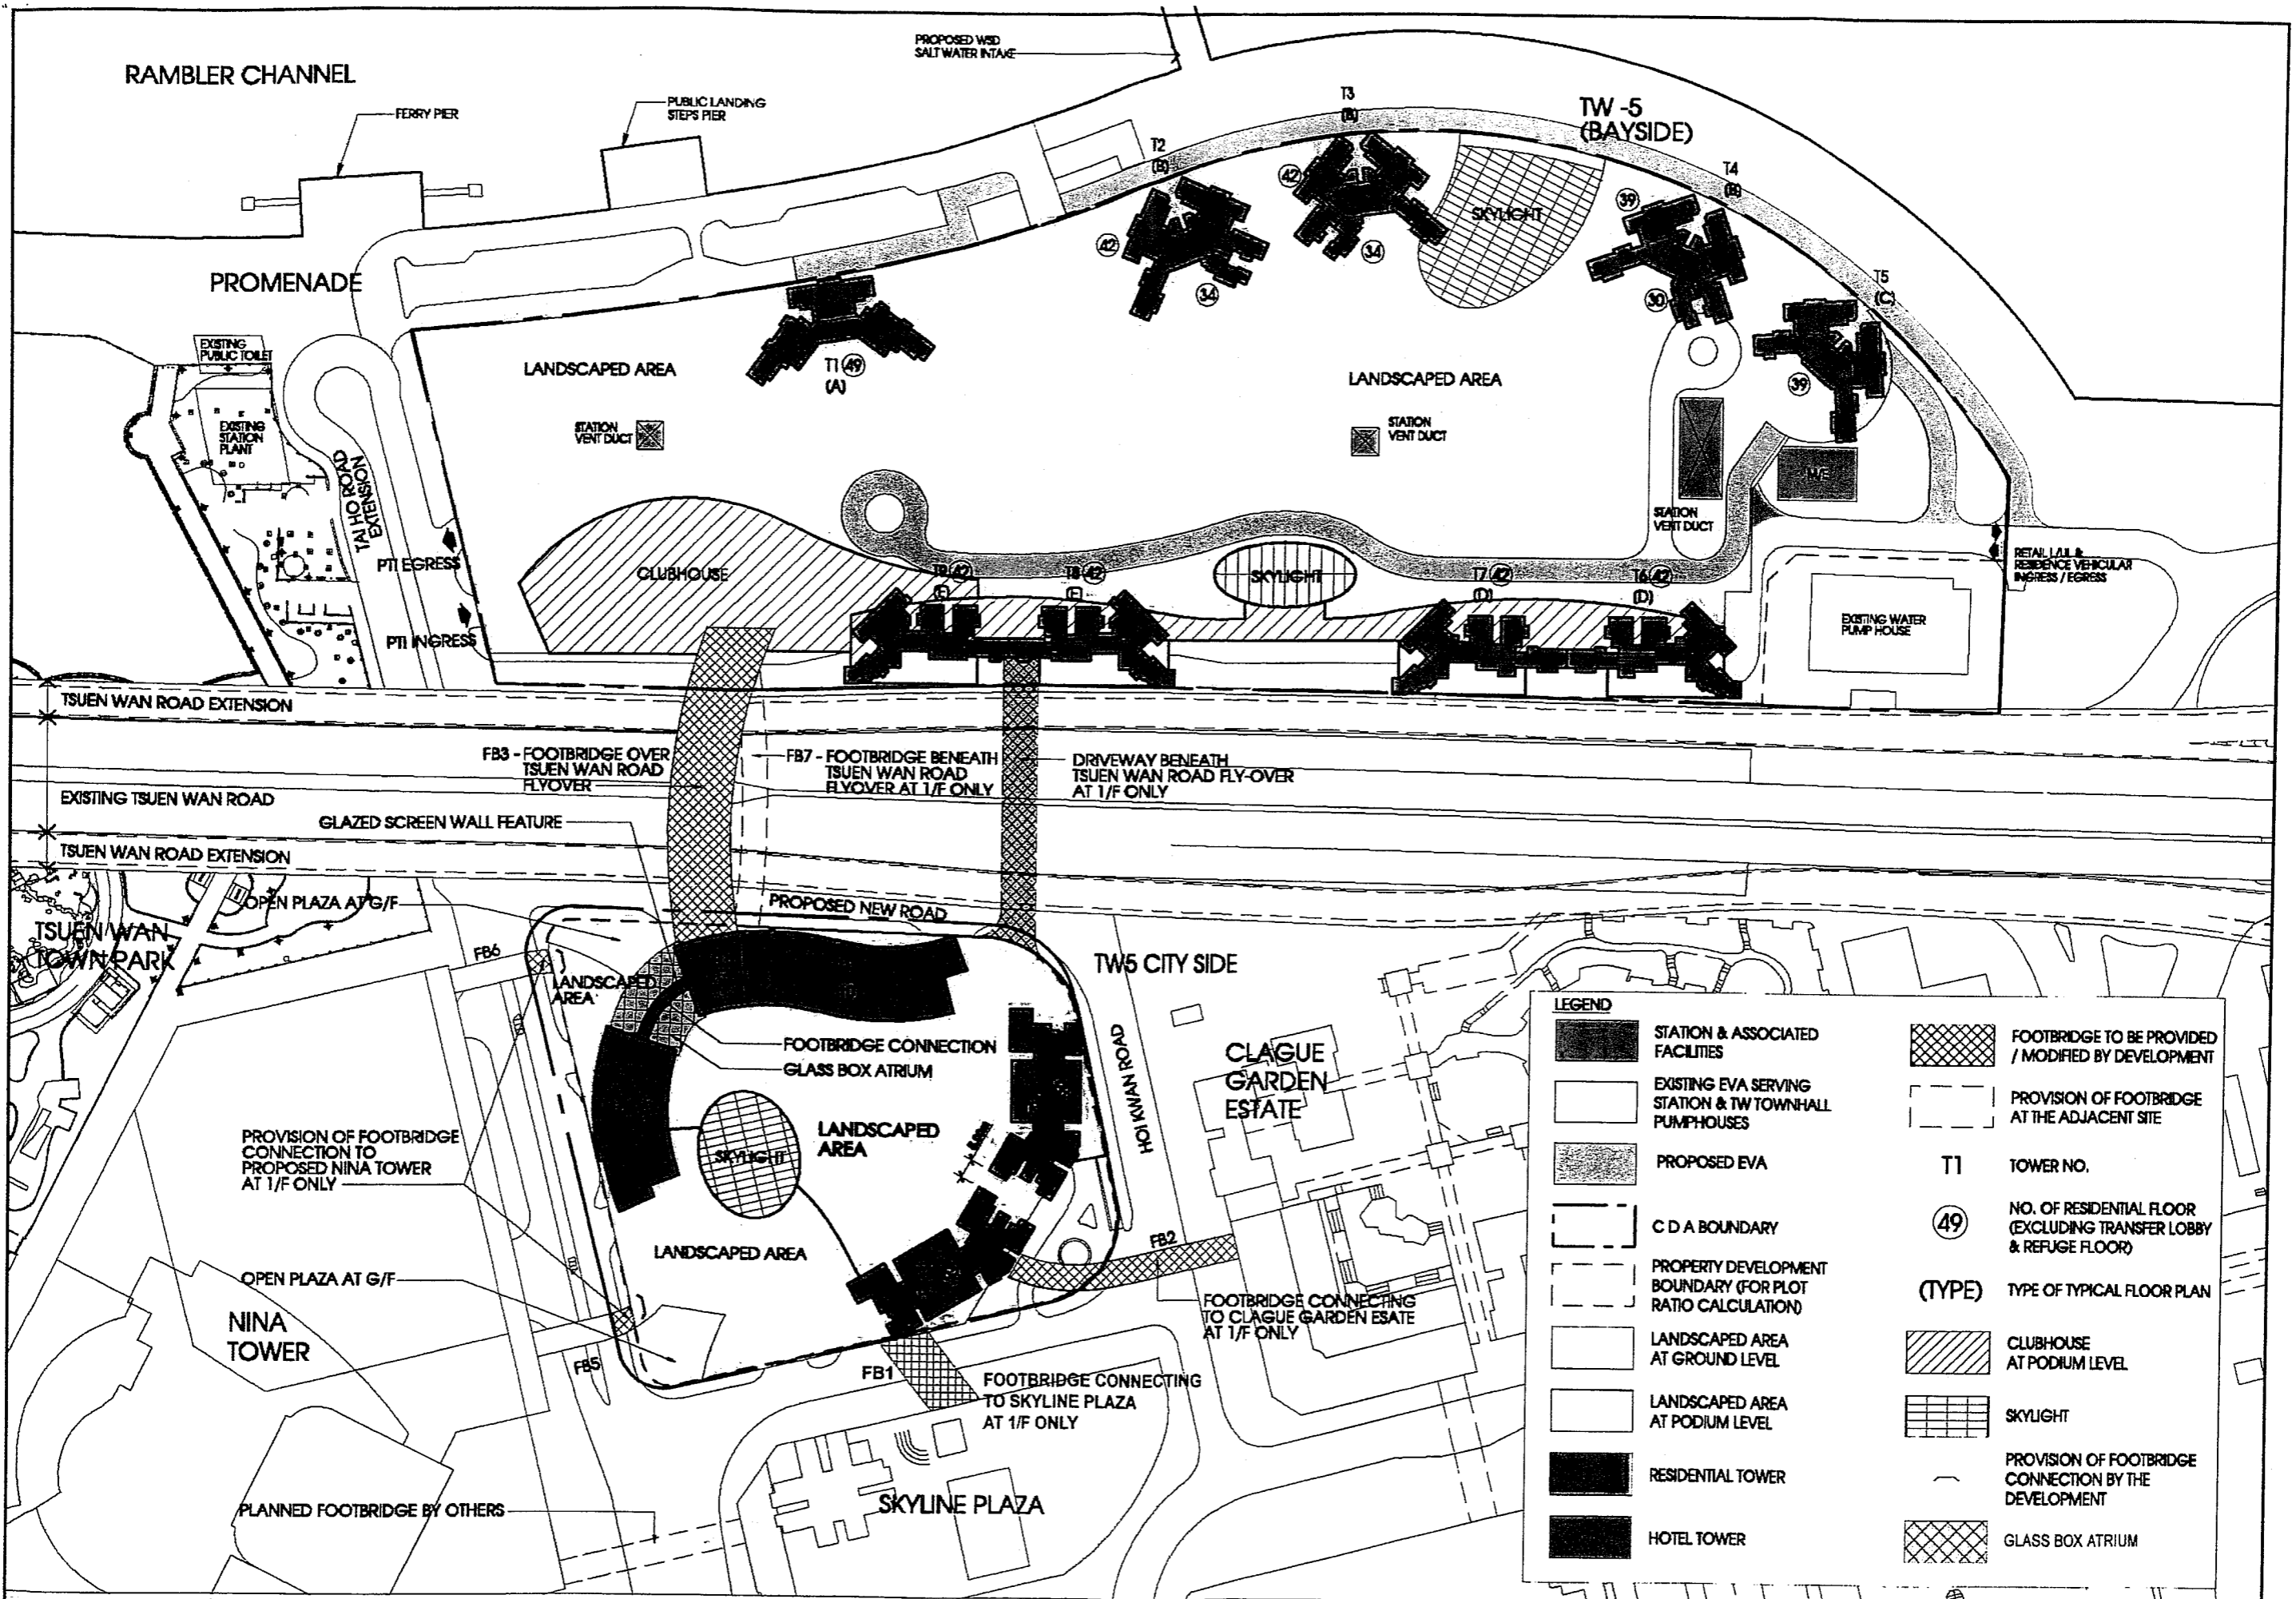 PROPOSED WSD
SALT WATER INTAKE
RAMBLER CHANNEL
FERRY PIER
PUBLIC LANDING
STEPS PIER
T3
(B)
TW -5
(BAYSIDE)
T2
(B)
T4
(B)
42
39
SKYLIGHT
42
34
34
30
T5
(C)
PROMENADE
EXISTING
PUBLIC TOILET
LANDSCAPED AREA
T1 49
(A)
LANDSCAPED AREA
39
EXISTING
STATION
PLANT
STATION
VENT DUCT
STATION
VENT DUCT
TAI HO ROAD
EXTENSION
STATION
VENT DUCT
PTI EGRESS
CLUBHOUSE
T8 42
SKYLIGHT
T7 42
(D)
T6 42
(D)
RETAIL L/UL &
RESIDENCE VEHICULAR
INGRESS / EGRESS
PTI INGRESS
EXISTING WATER
PUMP HOUSE
TSUEN WAN ROAD EXTENSION
FB3 - FOOTBRIDGE OVER
TSUEN WAN ROAD
FLYOVER
FB7 - FOOTBRIDGE BENEATH
TSUEN WAN ROAD
FLYOVER AT 1/F ONLY
DRIVEWAY BENEATH
TSUEN WAN ROAD FLY-OVER
AT 1/F ONLY
EXISTING TSUEN WAN ROAD
GLAZED SCREEN WALL FEATURE
TSUEN WAN ROAD EXTENSION
OPEN PLAZA AT G/F
PROPOSED NEW ROAD
TSUEN WAN
TOWN PARK
FB6
LANDSCAPED
AREA
TW5 CITY SIDE
FOOTBRIDGE CONNECTION
GLASS BOX ATRIUM
HOI KWAN ROAD
CLAGUE
GARDEN
ESTATE
PROVISION OF FOOTBRIDGE
CONNECTION TO
PROPOSED NINA TOWER
AT 1/F ONLY
SKYLIGHT
LANDSCAPED
AREA
LANDSCAPED AREA
FB2
OPEN PLAZA AT G/F
NINA
TOWER
FOOTBRIDGE CONNECTING
TO CLAGUE GARDEN ESATE
AT 1/F ONLY
FB5
FB1
FOOTBRIDGE CONNECTING
TO SKYLINE PLAZA
AT 1/F ONLY
PLANNED FOOTBRIDGE BY OTHERS
SKYLINE PLAZA
LEGEND
STATION & ASSOCIATED
FACILITIES
EXISTING EVA SERVING
STATION & TW TOWNHALL
PUMPHOUSES
PROPOSED EVA
C D A BOUNDARY
PROPERTY DEVELOPMENT
BOUNDARY (FOR PLOT
RATIO CALCULATION)
LANDSCAPED AREA
AT GROUND LEVEL
LANDSCAPED AREA
AT PODIUM LEVEL
RESIDENTIAL TOWER
HOTEL TOWER
FOOTBRIDGE TO BE PROVIDED
/ MODIFIED BY DEVELOPMENT
PROVISION OF FOOTBRIDGE
AT THE ADJACENT SITE
T1 TOWER NO.
49 NO. OF RESIDENTIAL FLOOR
(EXCLUDING TRANSFER LOBBY
& REFUGE FLOOR)
(TYPE) TYPE OF TYPICAL FLOOR PLAN
CLUBHOUSE
AT PODIUM LEVEL
SKYLIGHT
PROVISION OF FOOTBRIDGE
CONNECTION BY THE
DEVELOPMENT
GLASS BOX ATRIUM